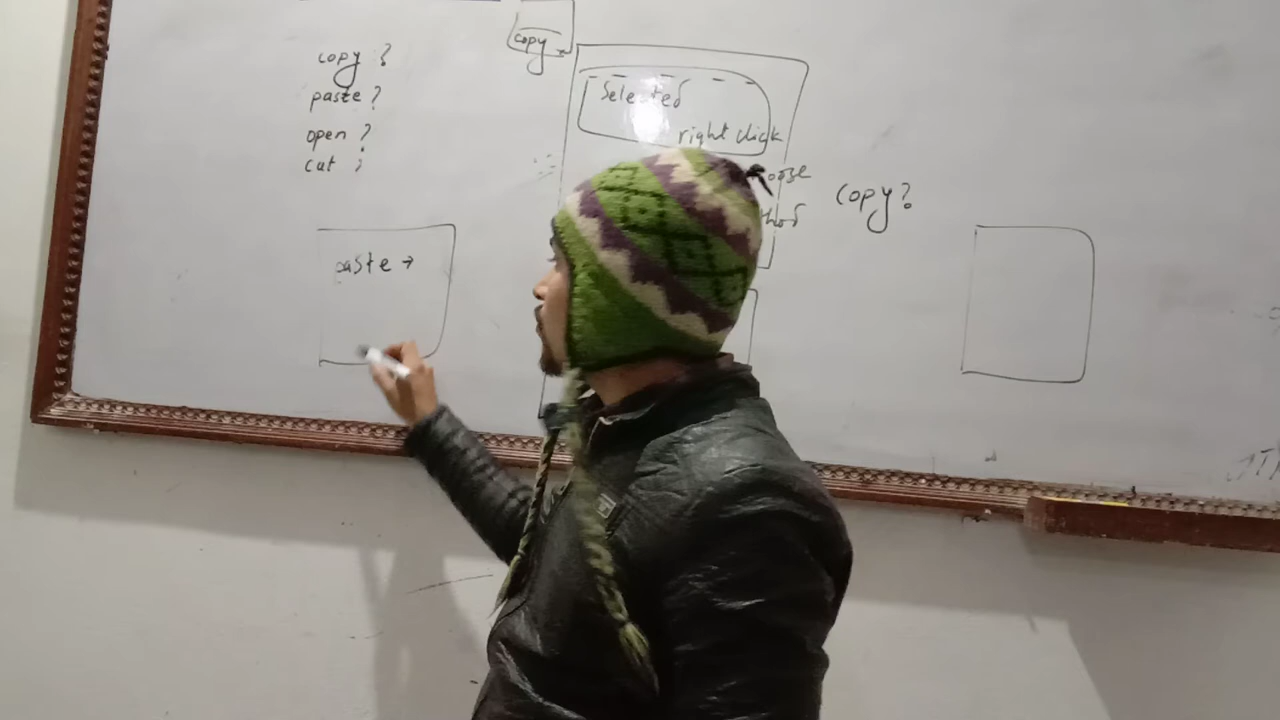 copy ?
paste ?
open ?
cut ?
copy
Selected
right click
copy?
paste →